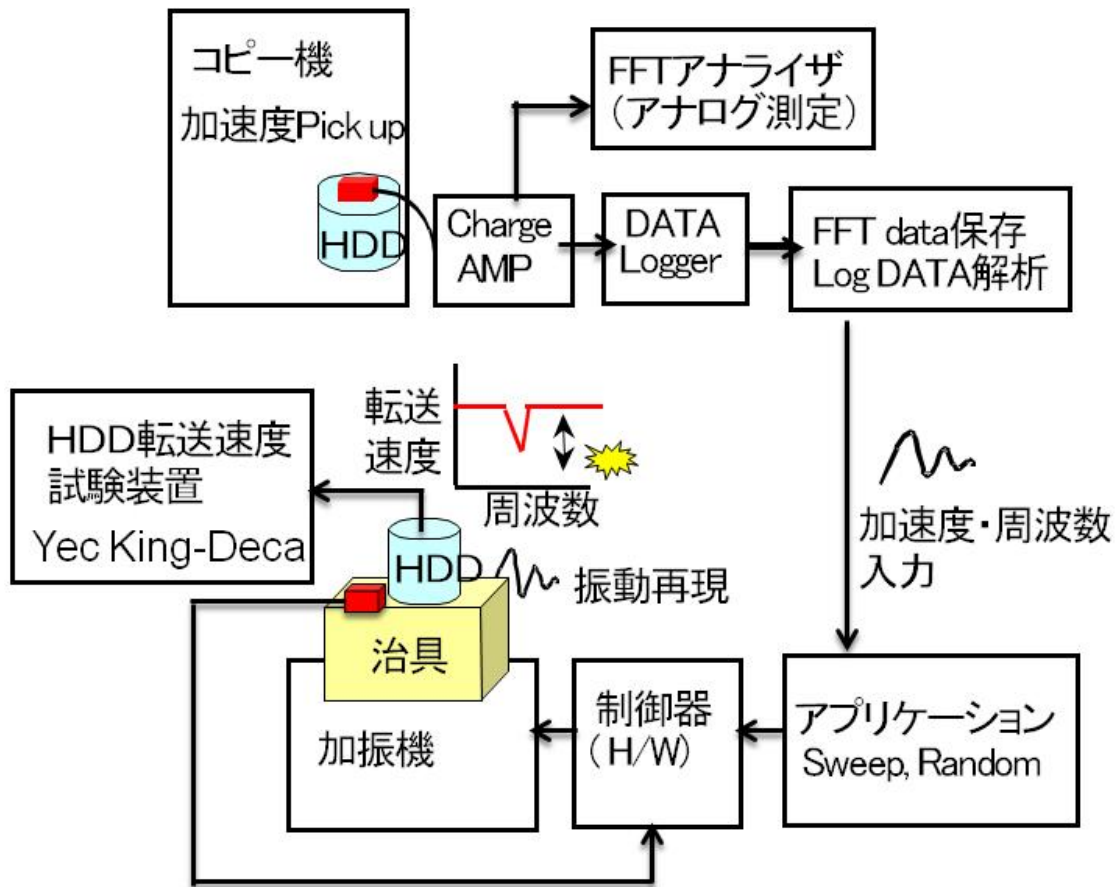 コピー機
加速度Pick up
HDD
FFTアナライザ
(アナログ測定)
Charge
AMP
DATA
Logger
FFT data保存
Log DATA解析
HDD転送速度
試験装置
Yec King-Deca
転送
速度
周波数
HDD
振動再現
治具
加振機
制御器
(H/W)
加速度・周波数
入力
アプリケーション
Sweep, Random